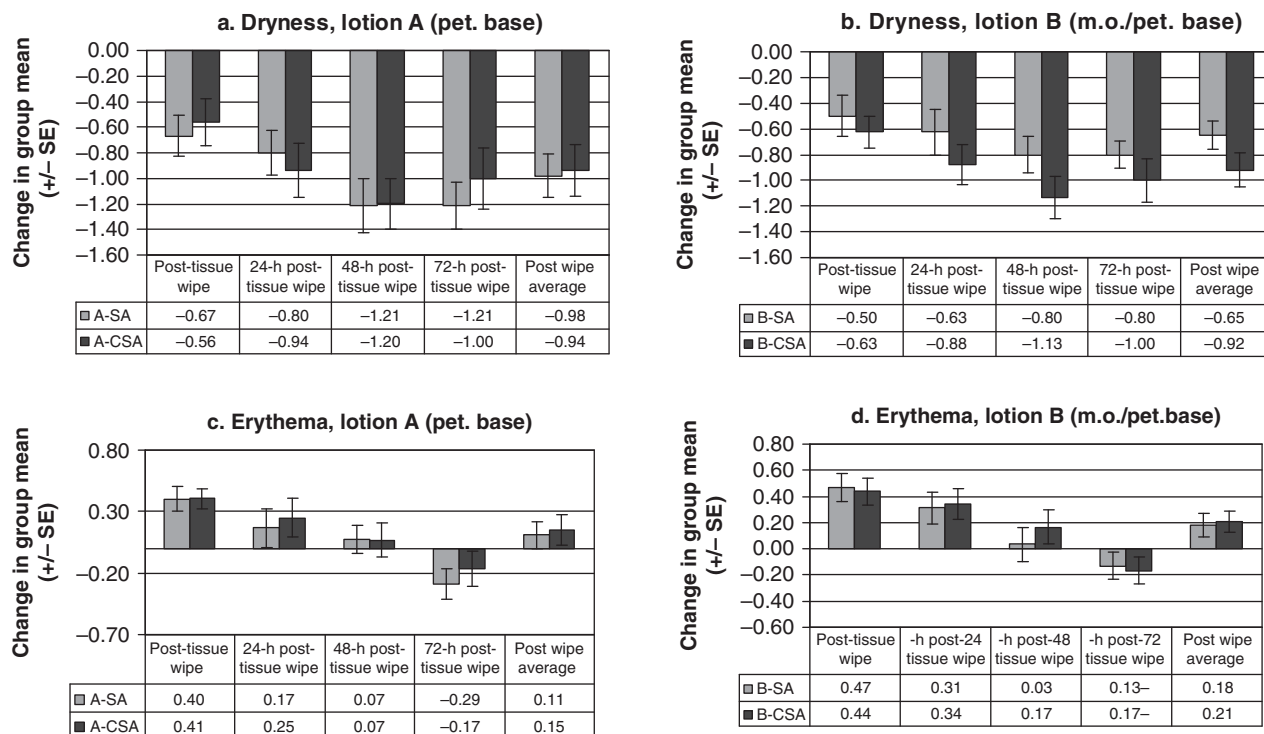 a. Dryness, lotion A (pet. base)
Change in group mean
(+/– SE)
0.00
–0.20
–0.40
–0.60
–0.80
–1.00
–1.20
–1.40
–1.60
Post-tissue wipe 24-h post-tissue wipe 48-h post-tissue wipe 72-h post-tissue wipe Post wipe average
A-SA –0.67 –0.80 –1.21 –1.21 –0.98
A-CSA –0.56 –0.94 –1.20 –1.00 –0.94
b. Dryness, lotion B (m.o./pet. base)
Change in group mean
(+/– SE)
0.00
–0.20
–0.40
–0.60
–0.80
–1.00
–1.20
–1.40
–1.60
Post-tissue wipe 24-h post-tissue wipe 48-h post-tissue wipe 72-h post-tissue wipe Post wipe average
B-SA –0.50 –0.63 –0.80 –0.80 –0.65
B-CSA –0.63 –0.88 –1.13 –1.00 –0.92
c. Erythema, lotion A (pet. base)
Change in group mean
(+/– SE)
0.80
0.30
–0.20
–0.70
Post-tissue wipe 24-h post-tissue wipe 48-h post-tissue wipe 72-h post-tissue wipe Post wipe average
A-SA 0.40 0.17 0.07 –0.29 0.11
A-CSA 0.41 0.25 0.07 –0.17 0.15
d. Erythema, lotion B (m.o./pet.base)
Change in group mean
(+/– SE)
0.80
0.60
0.40
0.20
0.00
–0.20
–0.40
–0.60
Post-tissue wipe -h post-24 tissue wipe -h post-48 tissue wipe -h post-72 tissue wipe Post wipe average
B-SA 0.47 0.31 0.03 0.13– 0.18
B-CSA 0.44 0.34 0.17 0.17– 0.21